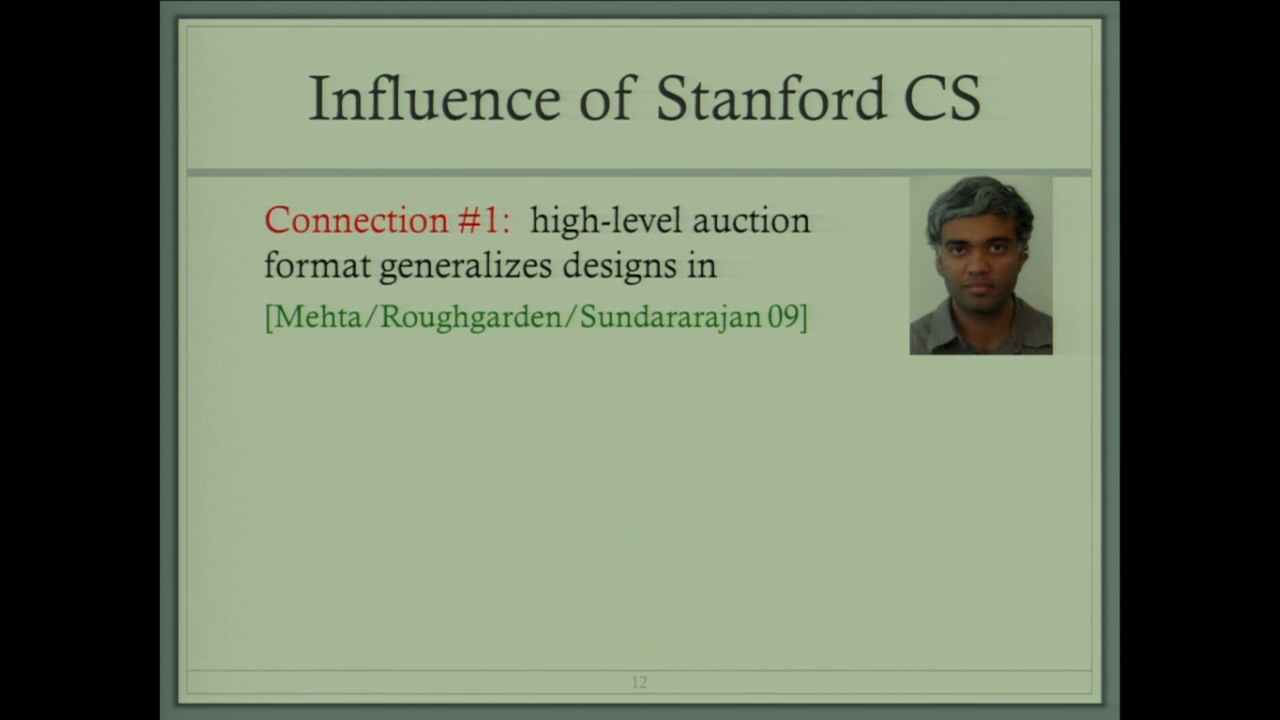 Influence of Stanford CS
Connection #1: high-level auction
format generalizes designs in
[Mehta/Roughgarden/Sundararajan 09]
12